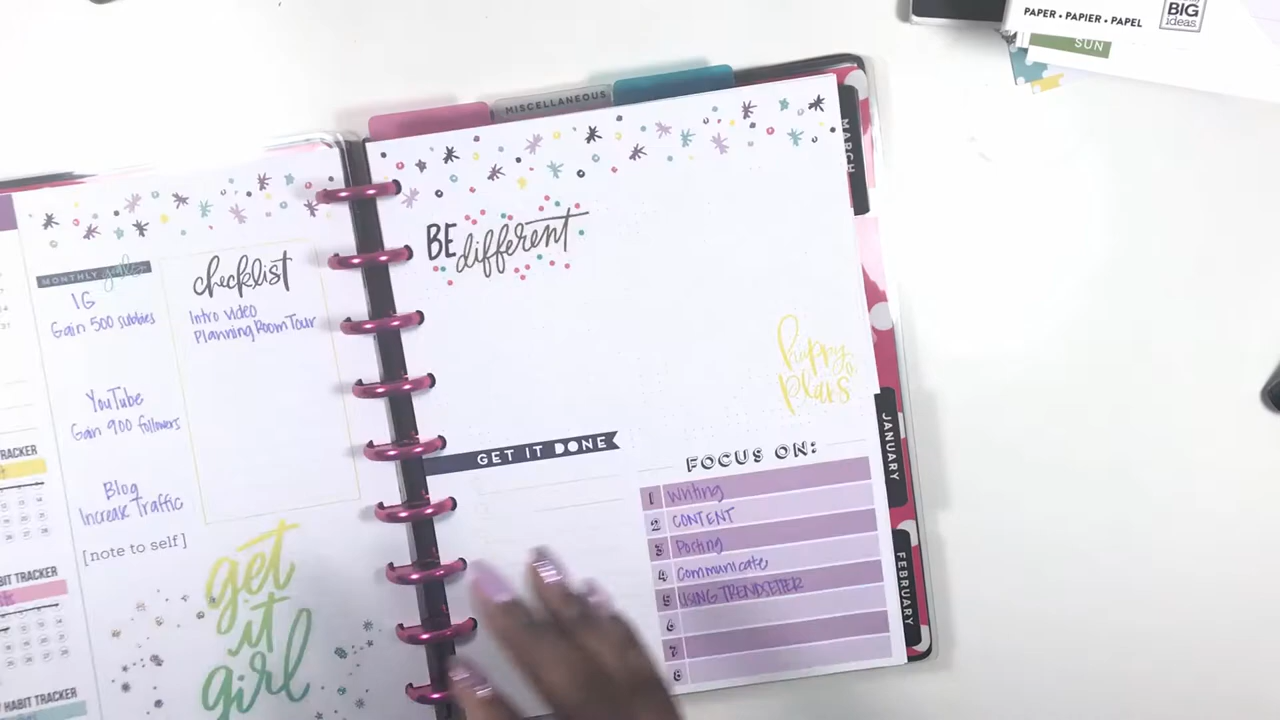 PAPER • PAPIER • PAPEL
BIG
ideas
SUN
MISCELLANEOUS
MARCH
JANUARY
FEBRUARY
MONTHLY goals
IG
Gain 500 subbies
YouTube
Gain 900 followers
Blog
Increase Traffic
[note to self]
checklist
Intro video
Planning Room Tour
get
it
girl
TRACKER
HABIT TRACKER
HABIT TRACKER
BE different
happy
plans
GET IT DONE
FOCUS ON:
1 Writing
2 CONTENT
3 Posting
4 Communicate
5 USING TRENDSETTER
6
7
8